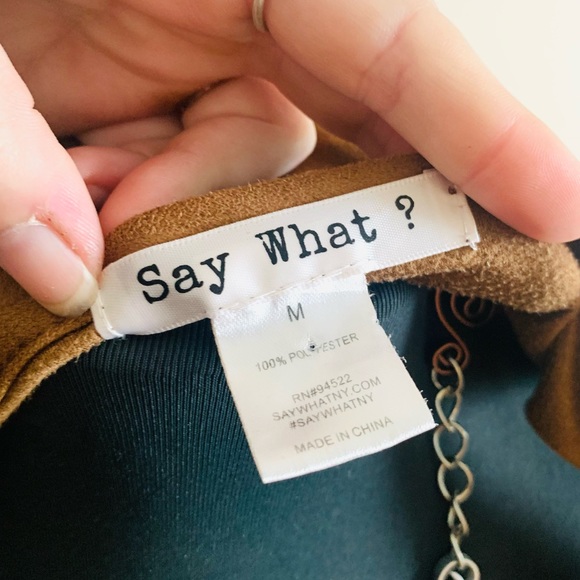 Say What ?
M
100% POLYESTER
RN#94522
SAYWHATNY.COM
#SAYWHATNY
MADE IN CHINA